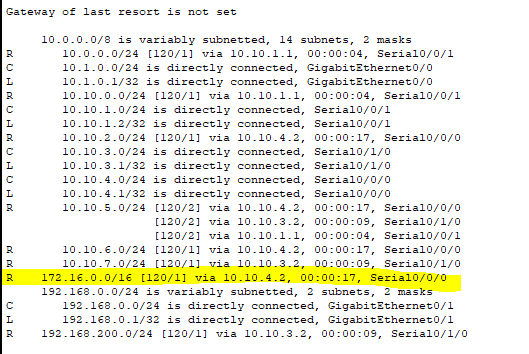 Gateway of last resort is not set
10.0.0.0/8 is variably subnetted, 14 subnets, 2 masks
R 10.0.0.0/24 [120/1] via 10.10.1.1, 00:00:04, Serial0/0/1
C 10.1.0.0/24 is directly connected, GigabitEthernet0/0
L 10.1.0.1/32 is directly connected, GigabitEthernet0/0
R 10.10.0.0/24 [120/1] via 10.10.1.1, 00:00:04, Serial0/0/1
C 10.10.1.0/24 is directly connected, Serial0/0/1
L 10.10.1.2/32 is directly connected, Serial0/0/1
R 10.10.2.0/24 [120/1] via 10.10.4.2, 00:00:17, Serial0/0/0
C 10.10.3.0/24 is directly connected, Serial0/1/0
L 10.10.3.1/32 is directly connected, Serial0/1/0
C 10.10.4.0/24 is directly connected, Serial0/0/0
L 10.10.4.1/32 is directly connected, Serial0/0/0
R 10.10.5.0/24 [120/2] via 10.10.4.2, 00:00:17, Serial0/0/0
[120/2] via 10.10.3.2, 00:00:09, Serial0/1/0
[120/2] via 10.10.1.1, 00:00:04, Serial0/0/1
R 10.10.6.0/24 [120/1] via 10.10.4.2, 00:00:17, Serial0/0/0
R 10.10.7.0/24 [120/1] via 10.10.3.2, 00:00:09, Serial0/1/0
R 172.16.0.0/16 [120/1] via 10.10.4.2, 00:00:17, Serial0/0/0
192.168.0.0/24 is variably subnetted, 2 subnets, 2 masks
C 192.168.0.0/24 is directly connected, GigabitEthernet0/1
L 192.168.0.1/32 is directly connected, GigabitEthernet0/1
R 192.168.200.0/24 [120/1] via 10.10.3.2, 00:00:09, Serial0/1/0